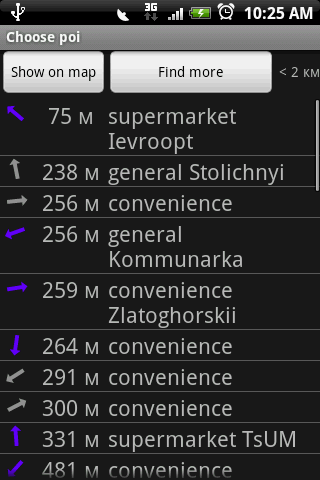 3G 10:25 AM
Choose poi
Show on map Find more < 2 км
75 м supermarket
Ievroopt
238 м general Stolichnyi
256 м convenience
256 м general
Kommunarka
259 м convenience
Zlatoghorskii
264 м convenience
291 м convenience
300 м convenience
331 м supermarket TsUM
481 м convenience